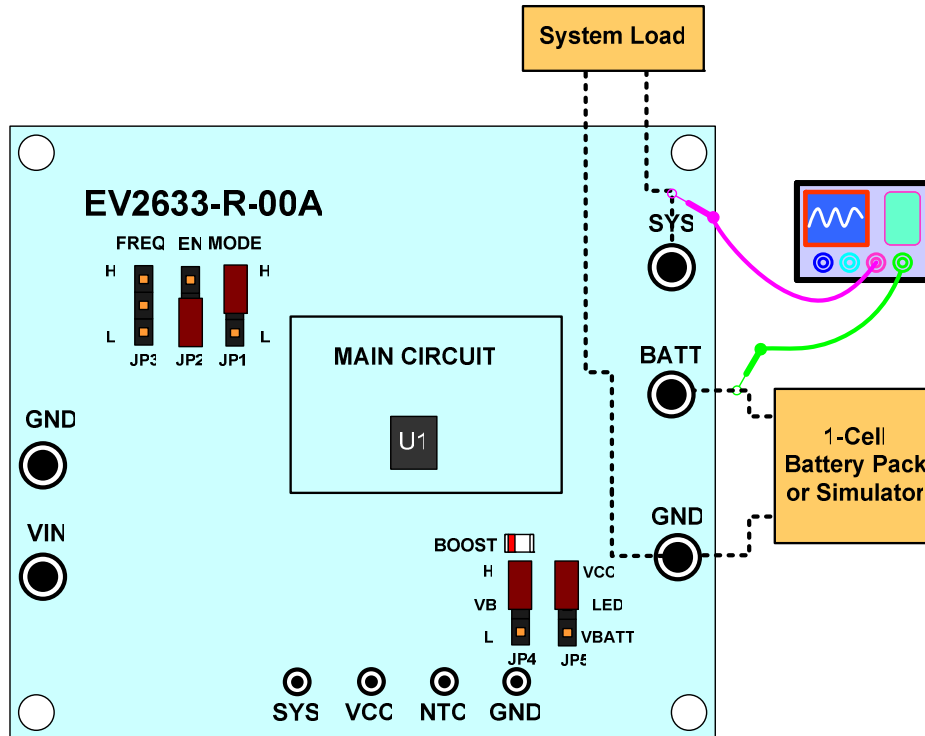 System Load
EV2633-R-00A
FREQ EN MODE
H H
L L
JP3 JP2 JP1
SYS
MAIN CIRCUIT
U1
BATT
GND
VIN
1-Cell
Battery Pack
or Simulator
GND
BOOST
H VCC
VB LED
L VBATT
JP4 JP5
SYS VCC NTC GND